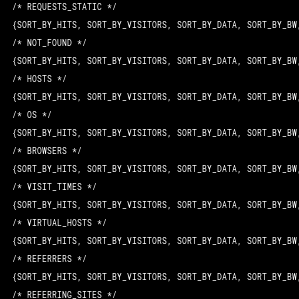 /* REQUESTS_STATIC */
{SORT_BY_HITS, SORT_BY_VISITORS, SORT_BY_DATA, SORT_BY_BW,
/* NOT_FOUND */
{SORT_BY_HITS, SORT_BY_VISITORS, SORT_BY_DATA, SORT_BY_BW,
/* HOSTS */
{SORT_BY_HITS, SORT_BY_VISITORS, SORT_BY_DATA, SORT_BY_BW,
/* OS */
{SORT_BY_HITS, SORT_BY_VISITORS, SORT_BY_DATA, SORT_BY_BW,
/* BROWSERS */
{SORT_BY_HITS, SORT_BY_VISITORS, SORT_BY_DATA, SORT_BY_BW,
/* VISIT_TIMES */
{SORT_BY_HITS, SORT_BY_VISITORS, SORT_BY_DATA, SORT_BY_BW,
/* VIRTUAL_HOSTS */
{SORT_BY_HITS, SORT_BY_VISITORS, SORT_BY_DATA, SORT_BY_BW,
/* REFERRERS */
{SORT_BY_HITS, SORT_BY_VISITORS, SORT_BY_DATA, SORT_BY_BW,
/* REFERRING_SITES */